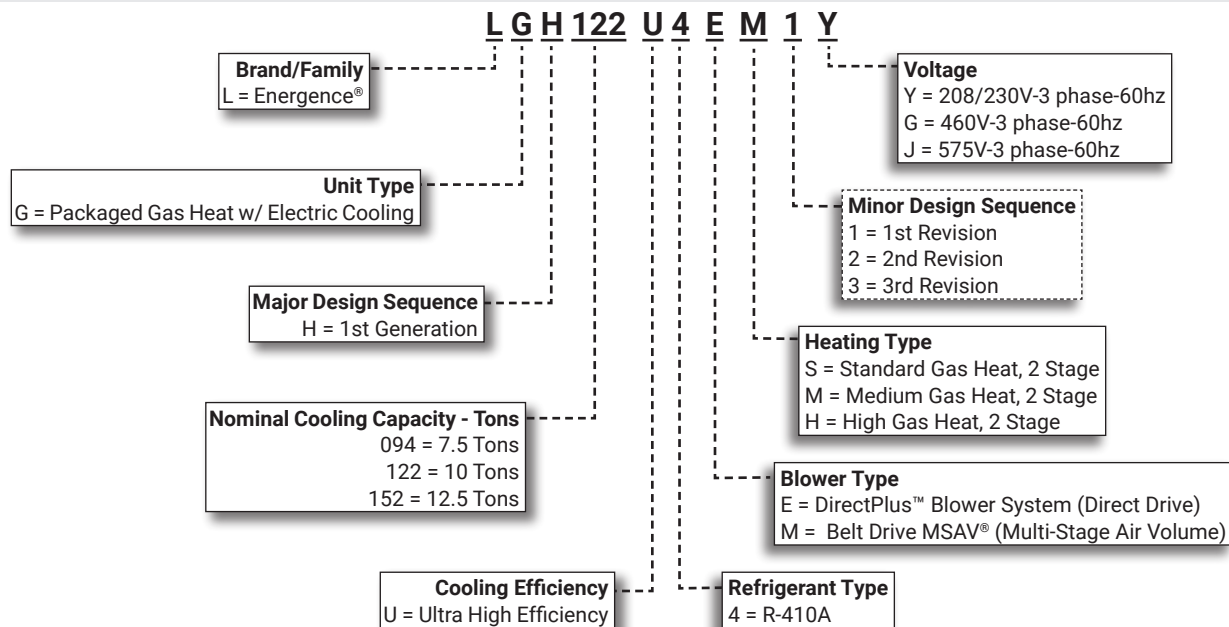 L G H 122 U 4 E M 1 Y
Brand/Family
L = Energence®
Unit Type
G = Packaged Gas Heat w/ Electric Cooling
Major Design Sequence
H = 1st Generation
Nominal Cooling Capacity - Tons
094 = 7.5 Tons
122 = 10 Tons
152 = 12.5 Tons
Cooling Efficiency
U = Ultra High Efficiency
Voltage
Y = 208/230V-3 phase-60hz
G = 460V-3 phase-60hz
J = 575V-3 phase-60hz
Minor Design Sequence
1 = 1st Revision
2 = 2nd Revision
3 = 3rd Revision
Heating Type
S = Standard Gas Heat, 2 Stage
M = Medium Gas Heat, 2 Stage
H = High Gas Heat, 2 Stage
Blower Type
E = DirectPlus™ Blower System (Direct Drive)
M = Belt Drive MSAV® (Multi-Stage Air Volume)
Refrigerant Type
4 = R-410A